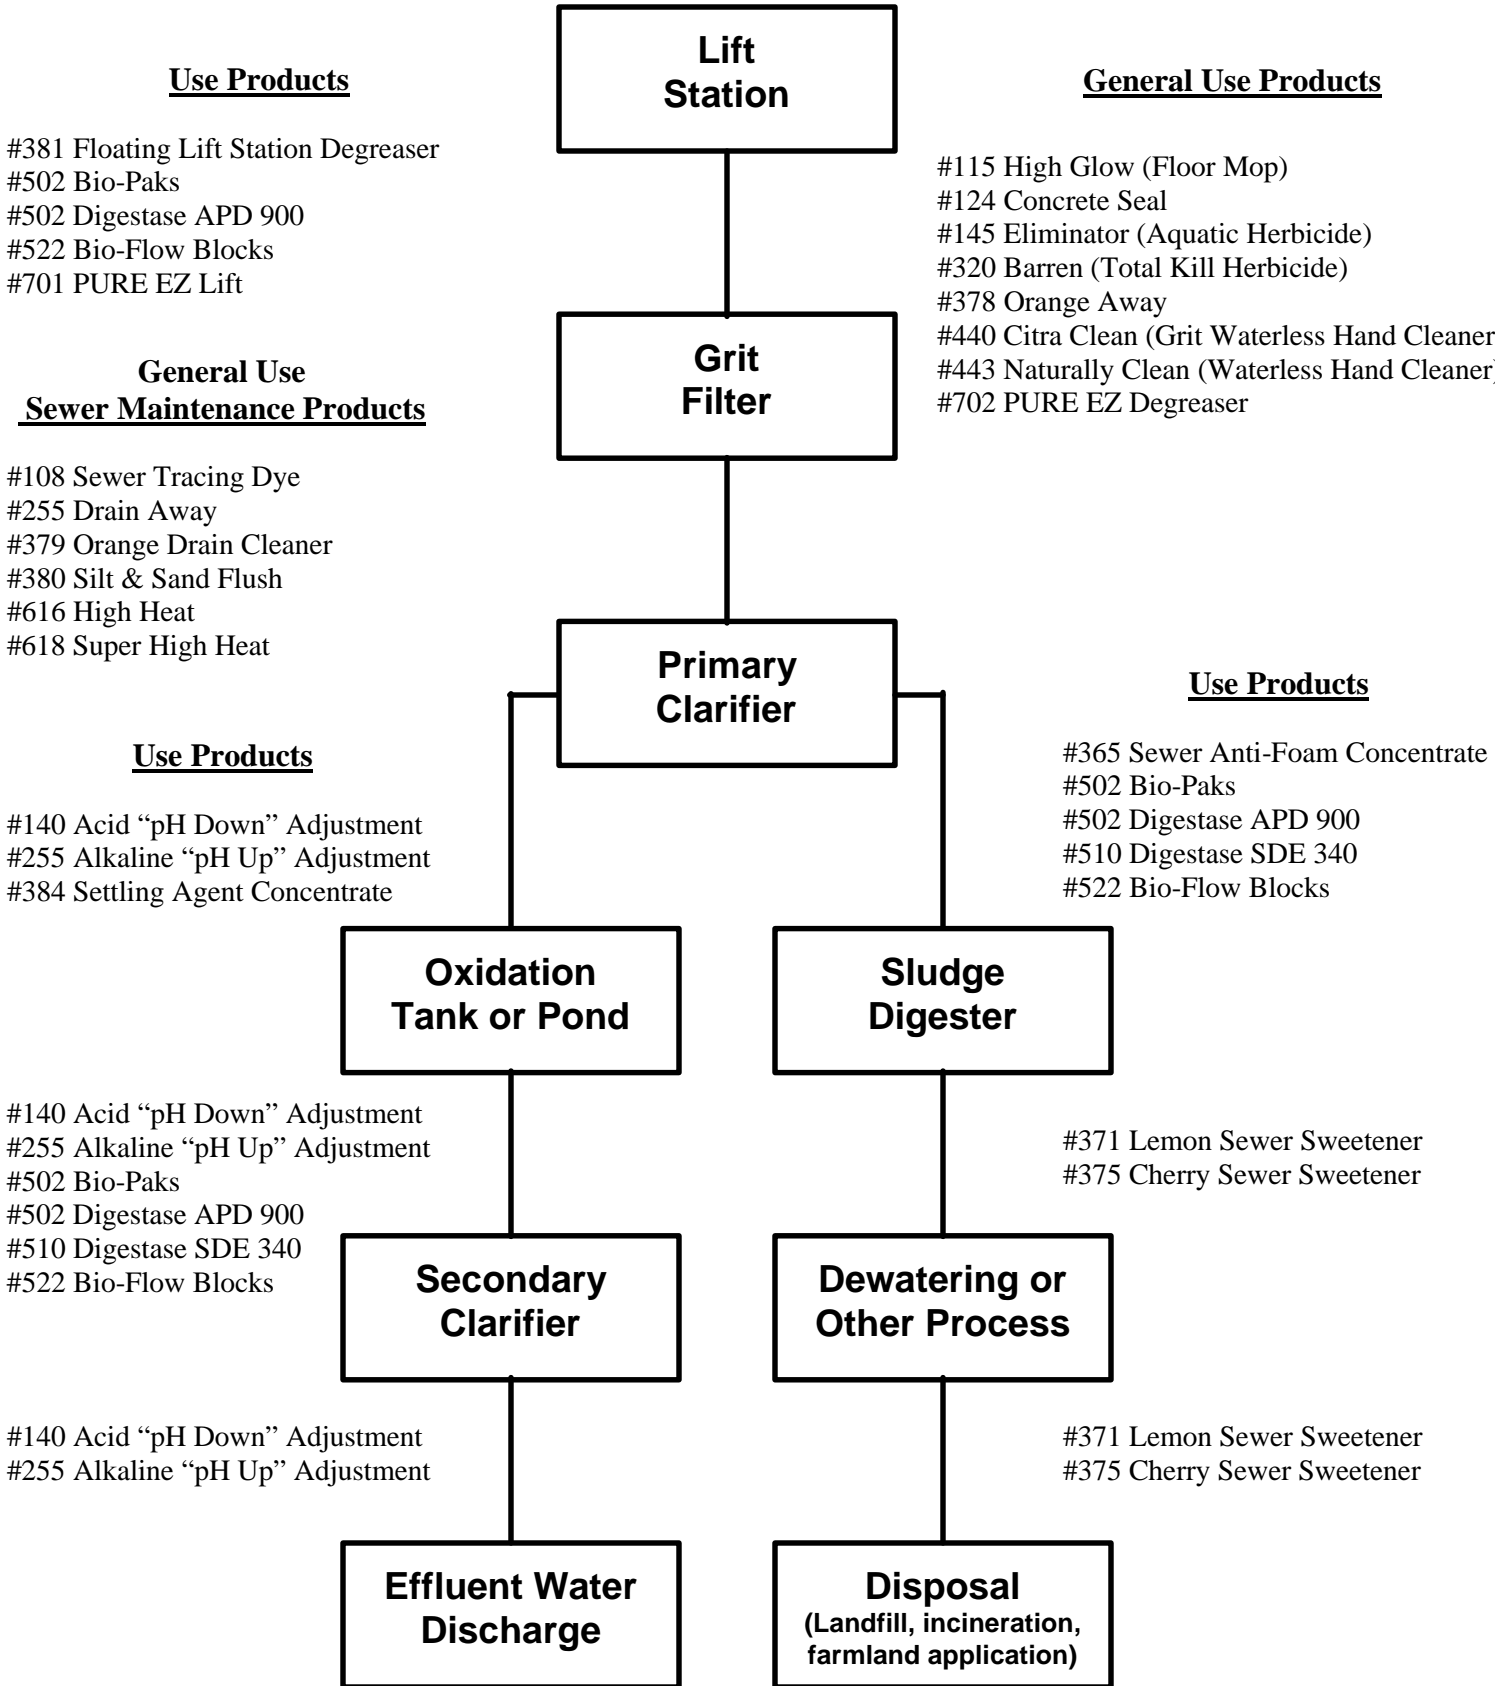 Lift
Station
Use Products
#381 Floating Lift Station Degreaser
#502 Bio-Paks
#502 Digestase APD 900
#522 Bio-Flow Blocks
#701 PURE EZ Lift
General Use Products
#115 High Glow (Floor Mop)
#124 Concrete Seal
#145 Eliminator (Aquatic Herbicide)
#320 Barren (Total Kill Herbicide)
#378 Orange Away
#440 Citra Clean (Grit Waterless Hand Cleaner
#443 Naturally Clean (Waterless Hand Cleaner)
#702 PURE EZ Degreaser
Grit
Filter
General Use
Sewer Maintenance Products
#108 Sewer Tracing Dye
#255 Drain Away
#379 Orange Drain Cleaner
#380 Silt & Sand Flush
#616 High Heat
#618 Super High Heat
Primary
Clarifier
Use Products
#140 Acid “pH Down” Adjustment
#255 Alkaline “pH Up” Adjustment
#384 Settling Agent Concentrate
Use Products
#365 Sewer Anti-Foam Concentrate
#502 Bio-Paks
#502 Digestase APD 900
#510 Digestase SDE 340
#522 Bio-Flow Blocks
Oxidation
Tank or Pond
Sludge
Digester
#140 Acid “pH Down” Adjustment
#255 Alkaline “pH Up” Adjustment
#502 Bio-Paks
#502 Digestase APD 900
#510 Digestase SDE 340
#522 Bio-Flow Blocks
#371 Lemon Sewer Sweetener
#375 Cherry Sewer Sweetener
Secondary
Clarifier
Dewatering or
Other Process
#140 Acid “pH Down” Adjustment
#255 Alkaline “pH Up” Adjustment
#371 Lemon Sewer Sweetener
#375 Cherry Sewer Sweetener
Effluent Water
Discharge
Disposal
(Landfill, incineration,
farmland application)